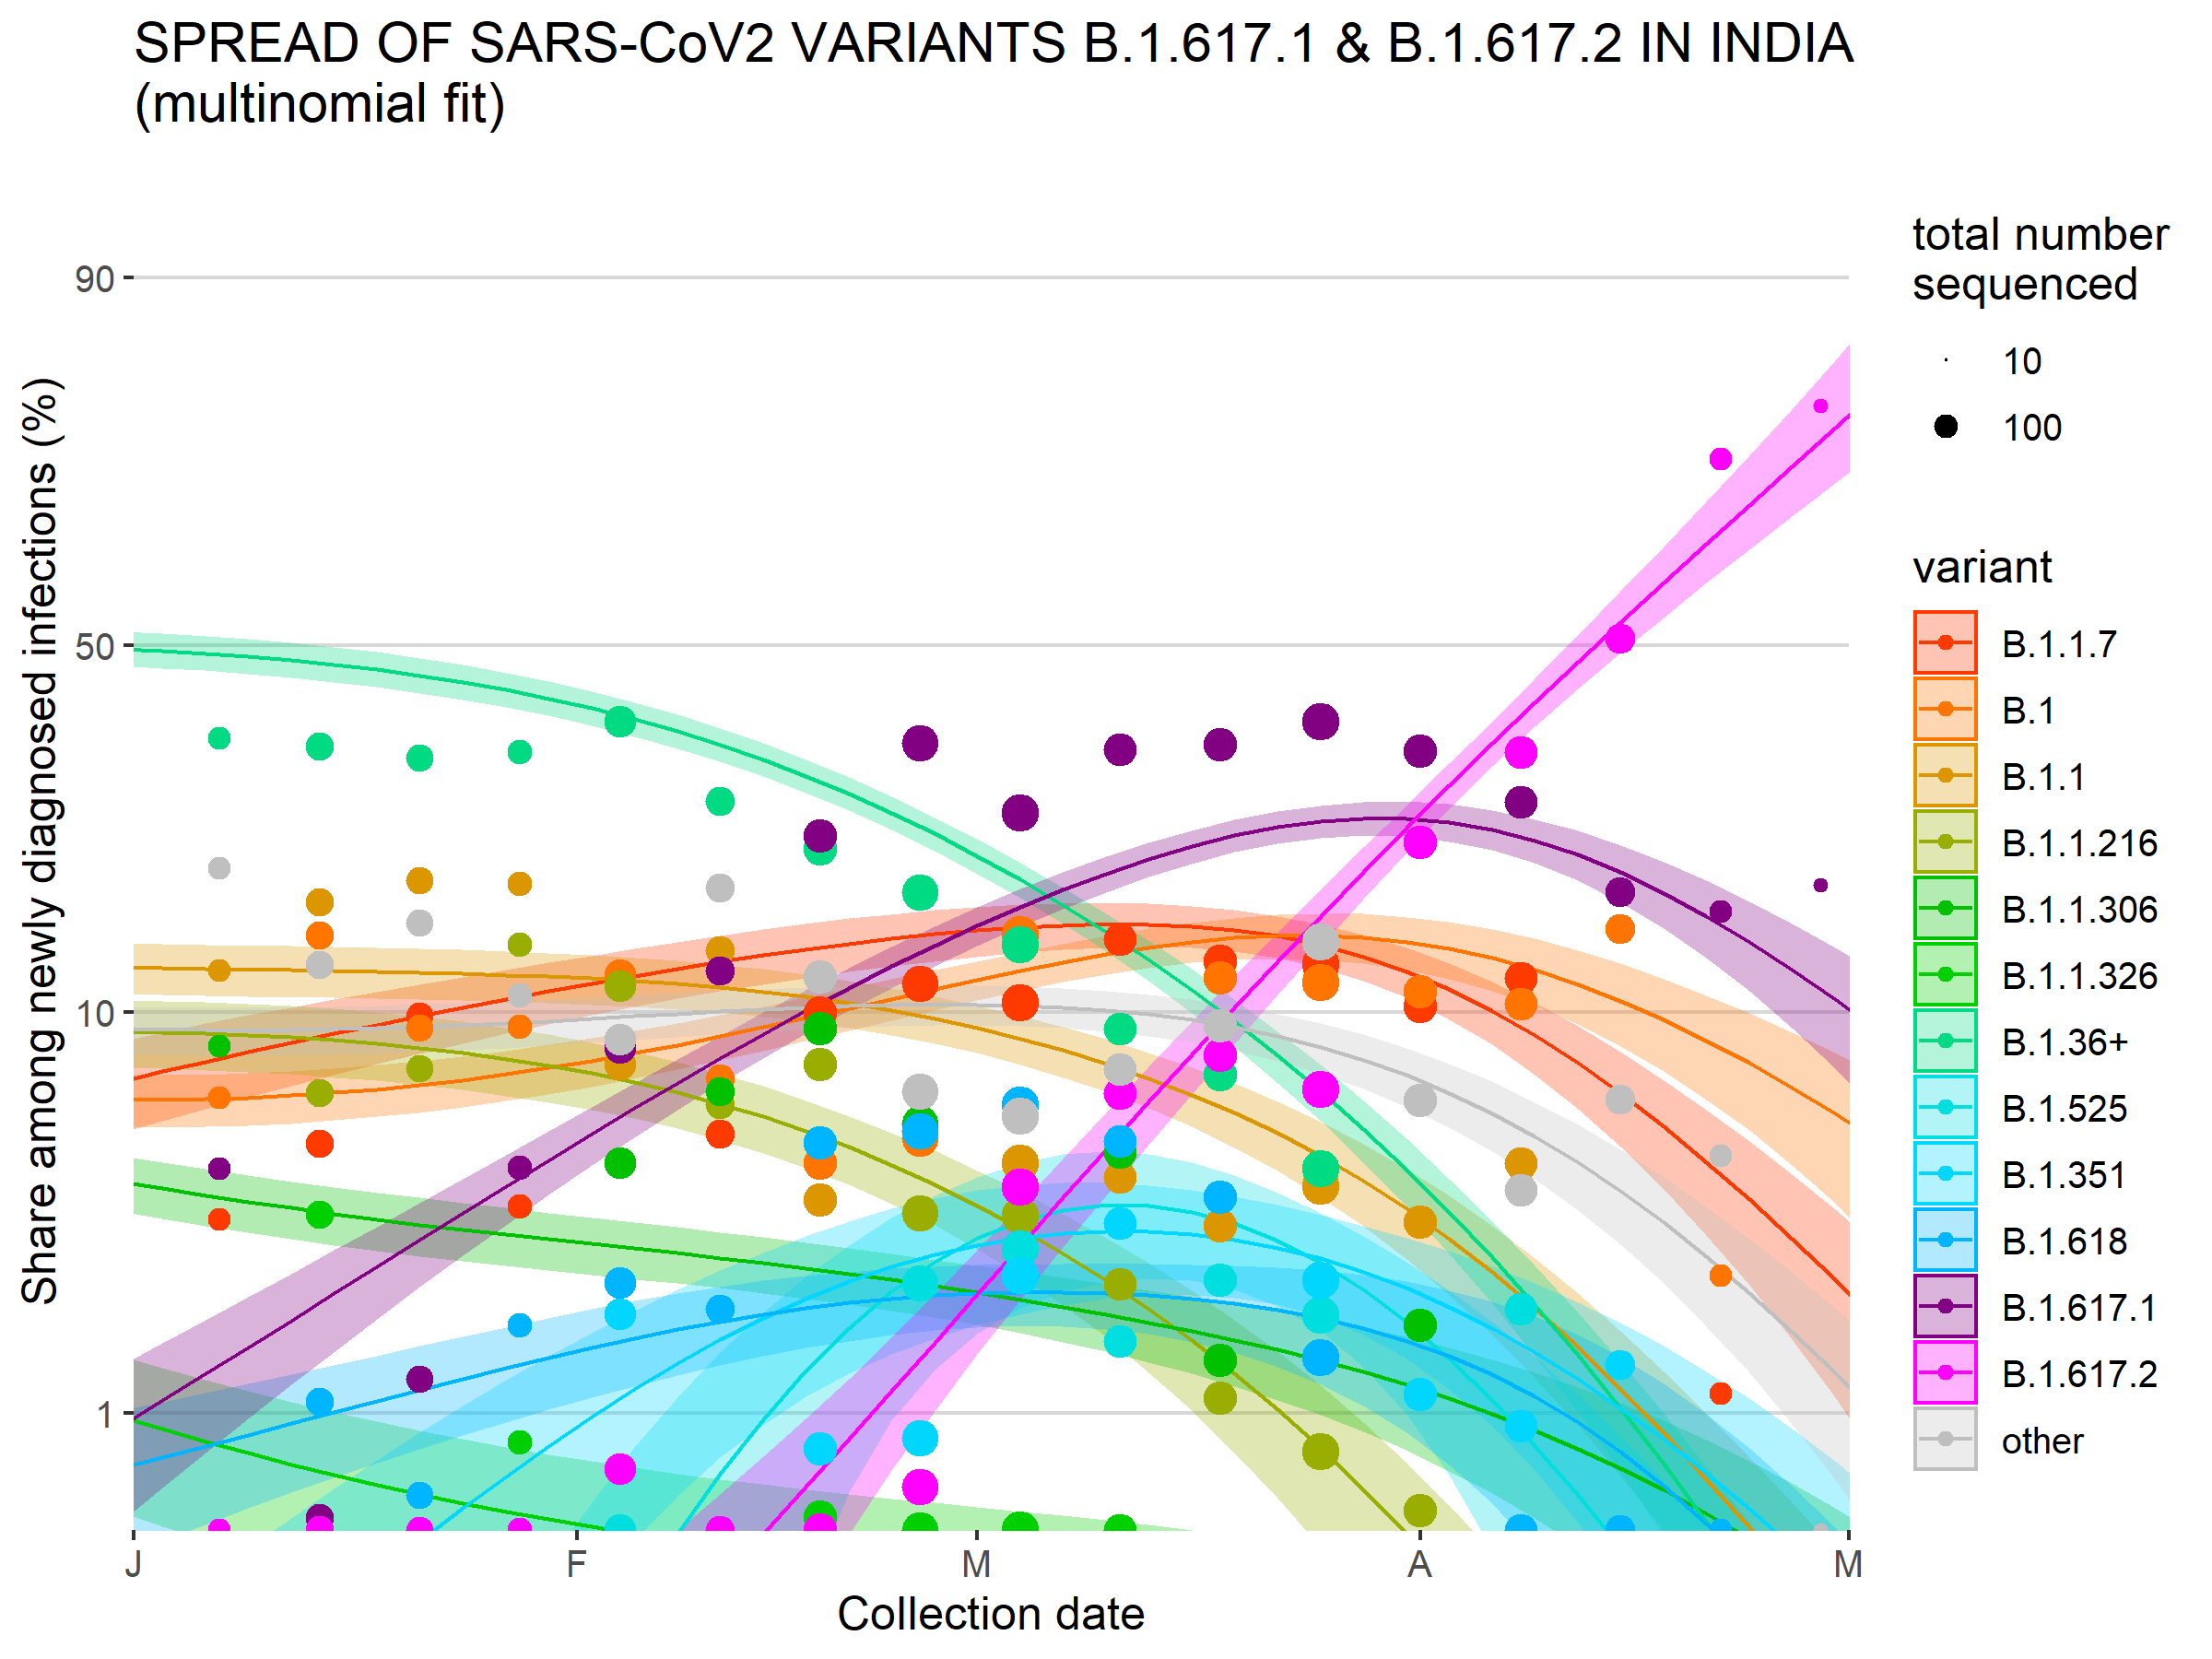 SPREAD OF SARS-CoV2 VARIANTS B.1.617.1 & B.1.617.2 IN INDIA
(multinomial fit)
Share among newly diagnosed infections (%)
90
50
10
1
J
F
M
A
M
Collection date
total number
sequenced
10
100
variant
B.1.1.7
B.1
B.1.1
B.1.1.216
B.1.1.306
B.1.1.326
B.1.36+
B.1.525
B.1.351
B.1.618
B.1.617.1
B.1.617.2
other